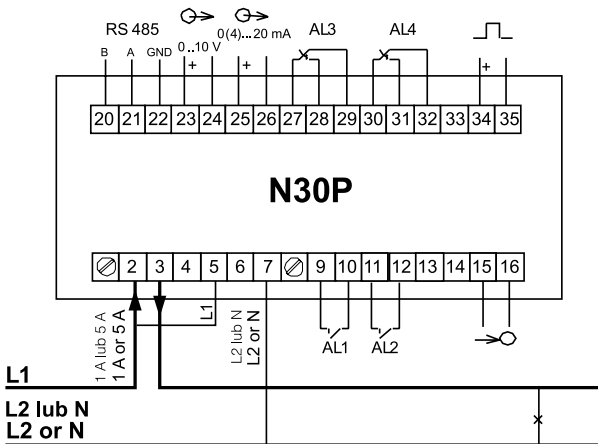 RS 485
0 ..10 V
0(4)...20 mA
AL3
AL4
B A GND
+ + +
20 21 22 23 24 25 26 27 28 29 30 31 32 33 34 35
N30P
2 3 4 5 6 7 9 10 11 12 13 14 15 16
1 A lub 5 A
1 A or 5 A
L1
L2 lub N
L2 or N
AL1
AL2
L1
L2 lub N
L2 or N